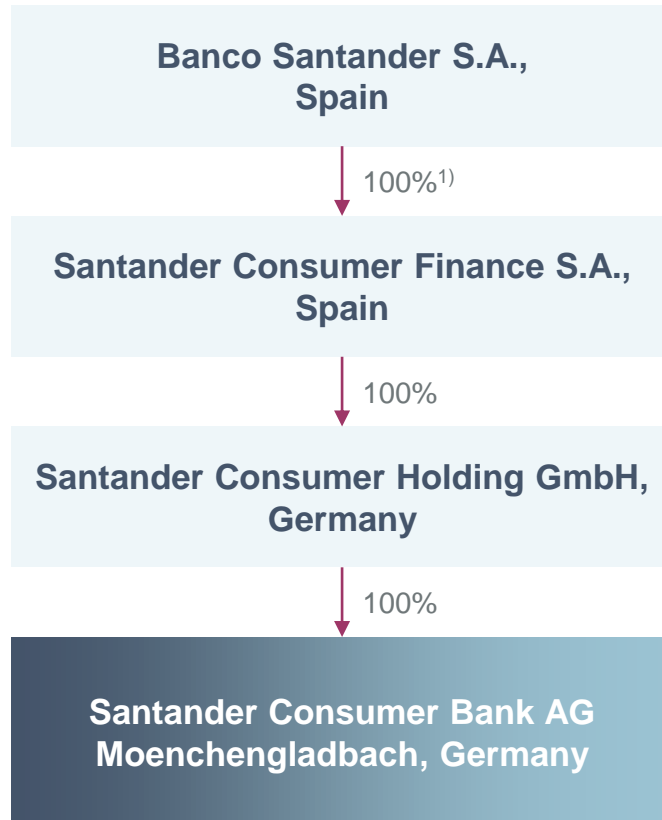 Banco Santander S.A.,
Spain
100%1)
Santander Consumer Finance S.A.,
Spain
100%
Santander Consumer Holding GmbH,
Germany
100%
Santander Consumer Bank AG
Moenchengladbach, Germany